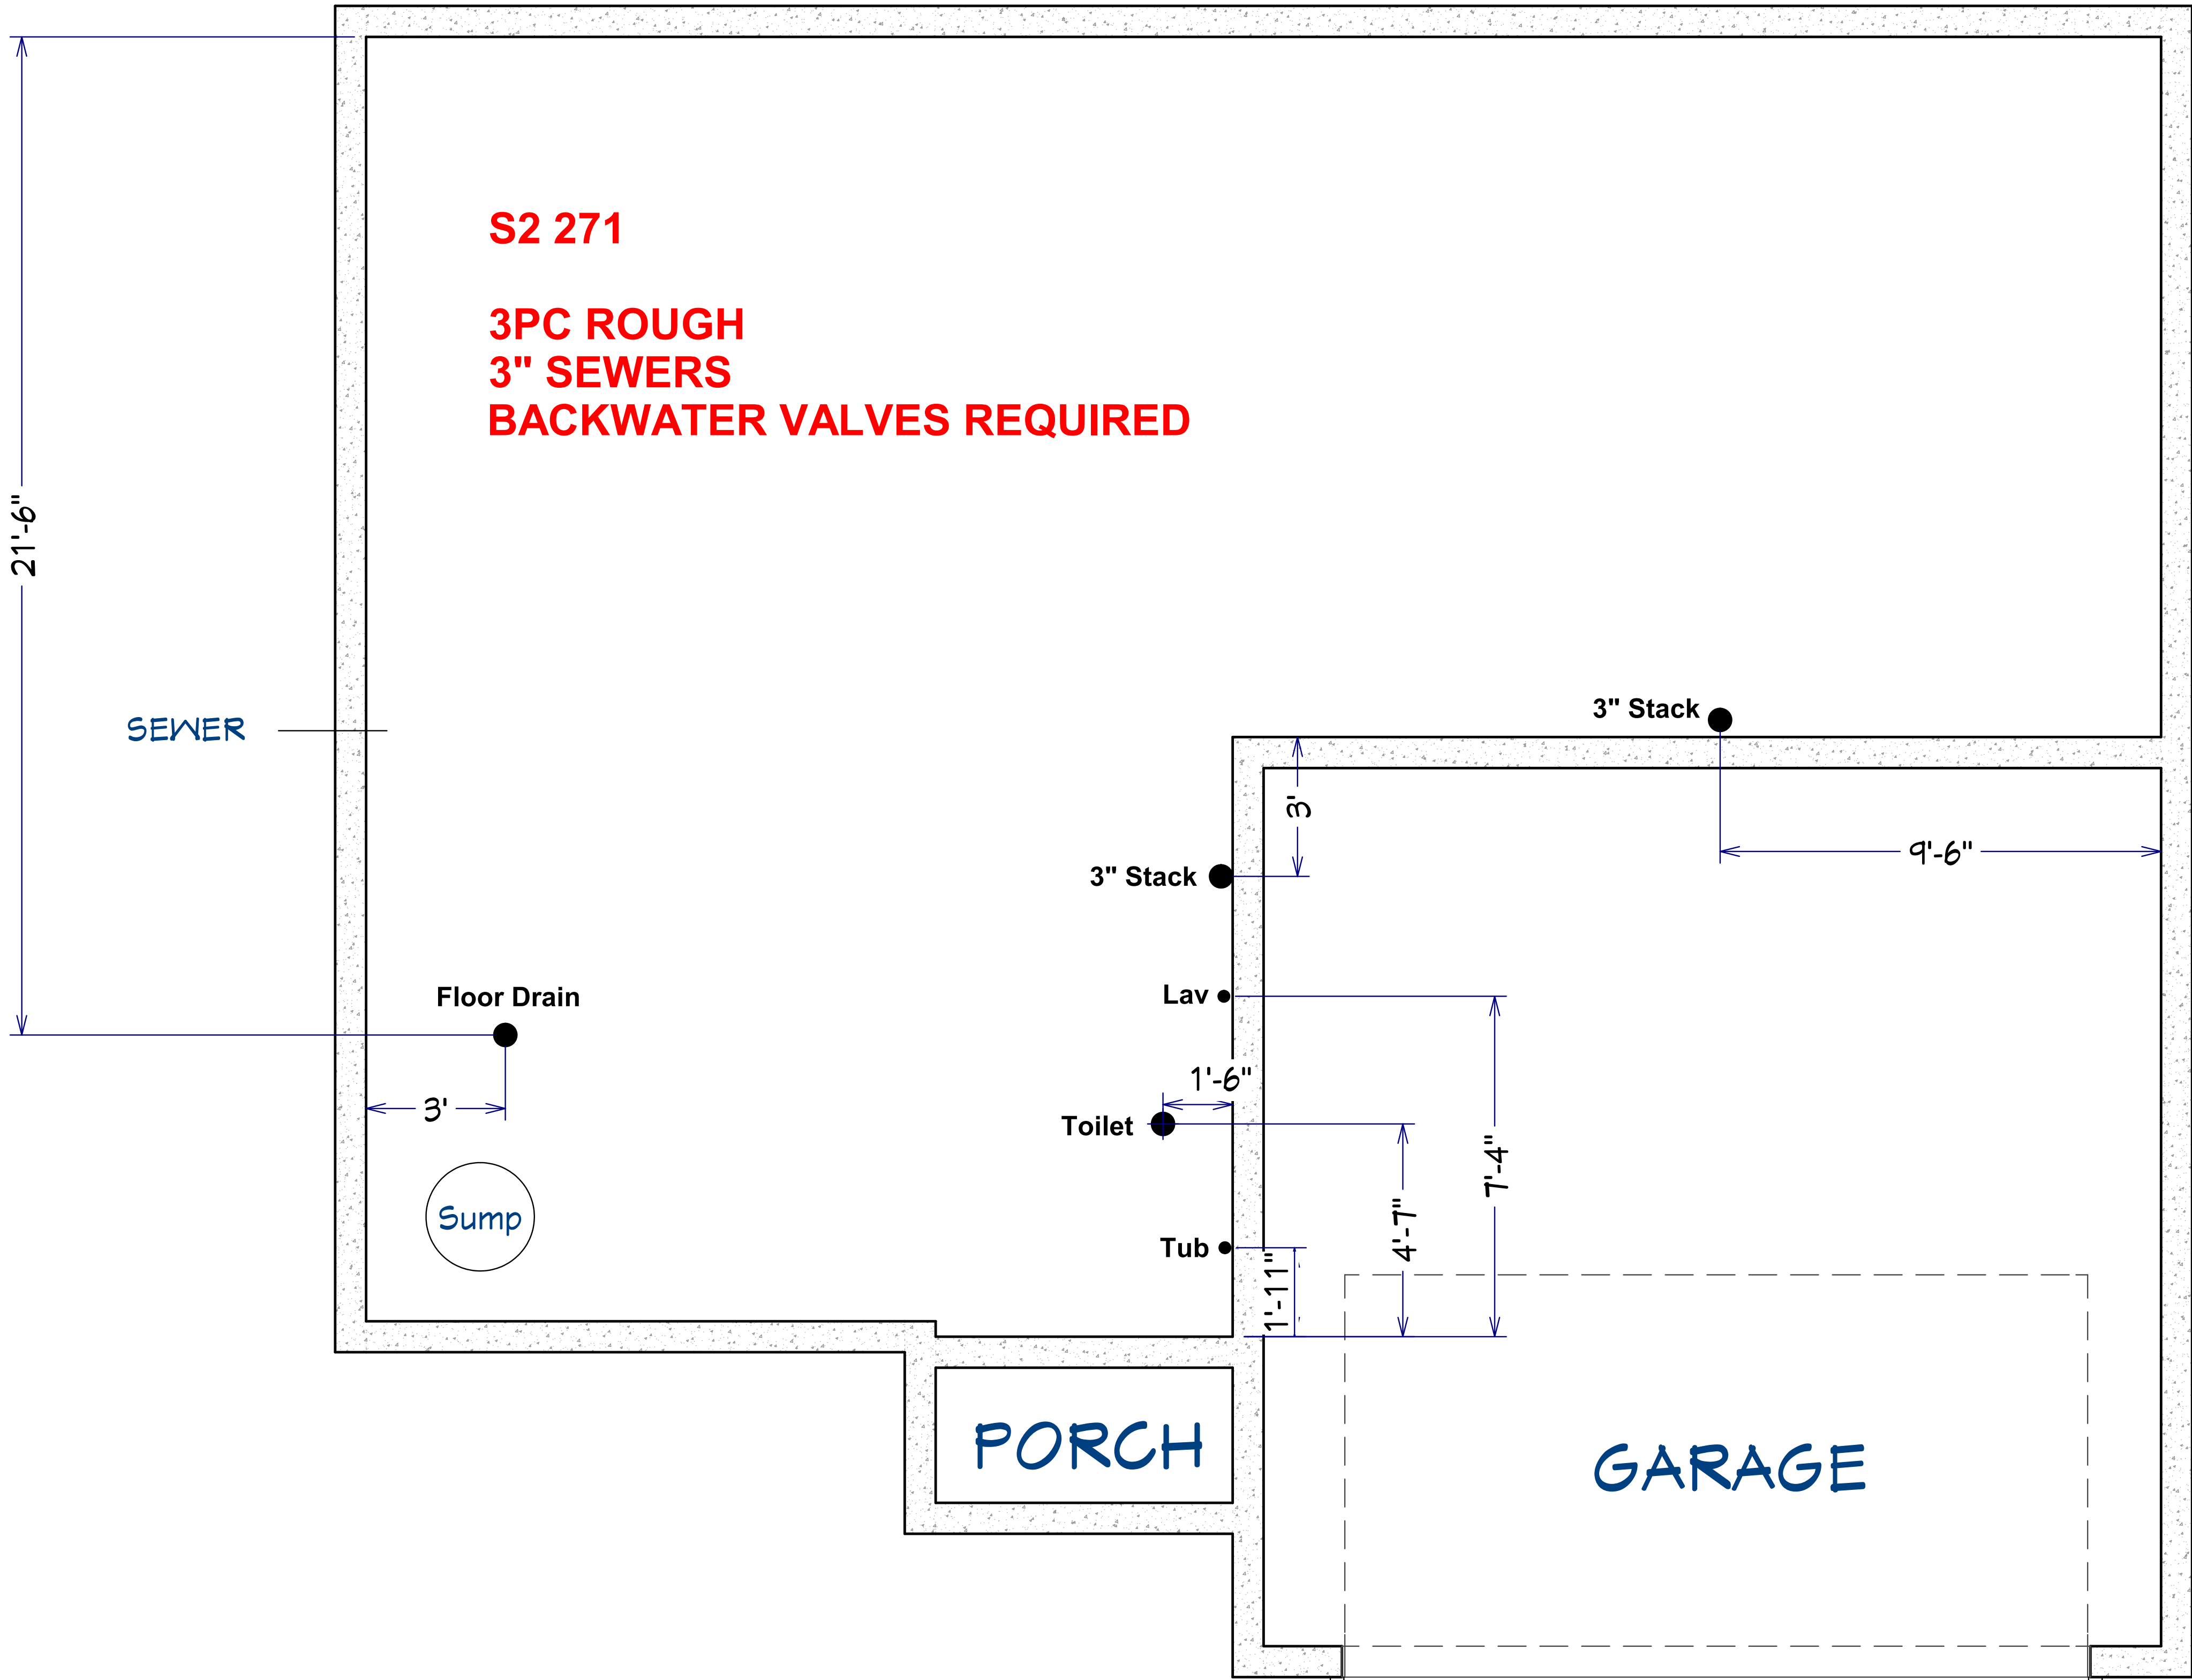 S2 271
3PC ROUGH
3" SEWERS
BACKWATER VALVES REQUIRED
21'-6"
SEWER
3" Stack
3'
9'-6"
3" Stack
Floor Drain
Lav
1'-6"
3'
Toilet
7'-4"
4'-7"
Sump
Tub
1'-11"
PORCH
GARAGE